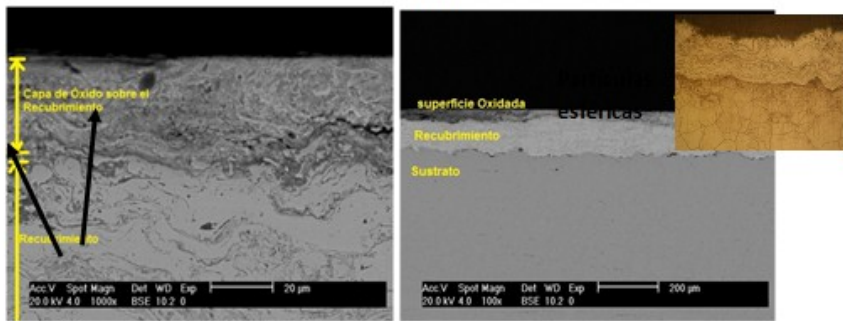 Capa de Óxido sobre el
Recubrimiento
Recubrimiento
Acc.V Spot Magn Det WD Exp 20 µm
20.0 kV 4.0 1000x BSE 10.2 0
superficie Oxidada
esféricas
Recubrimiento
Sustrato
Acc.V Spot Magn Det WD Exp 200 µm
20.0 kV 4.0 100x BSE 10.2 0